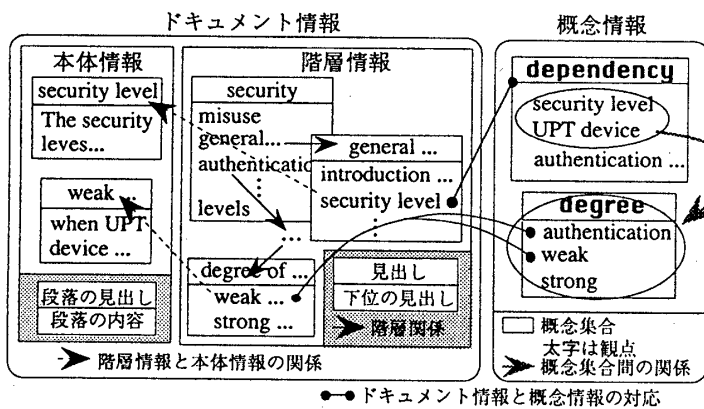 ドキュメント情報
概念情報
本体情報
security level
The security
leves...
weak ...
when UPT
device ...
段落の見出し
段落の内容
階層情報
security
misuse
general...
authenticatio
⋮
levels
general ...
introduction ...
security level
⋮
...
degree of ...
weak ...
strong ...
見出し
下位の見出し
階層関係
階層情報と本体情報の関係
dependency
security level
UPT device
authentication ...
degree
authentication
weak
strong
概念集合
太字は観点
概念集合間の関係
ドキュメント情報と概念情報の対応